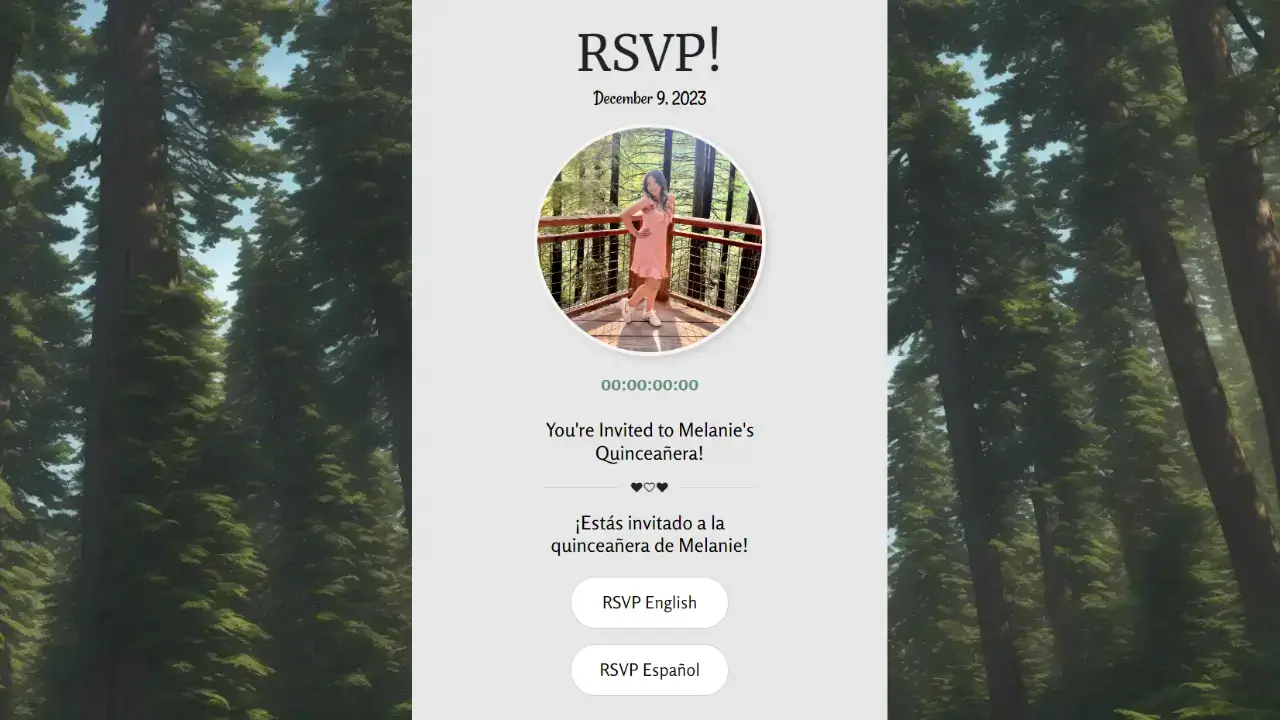 RSVP!
December 9, 2023
00:00:00:00
You're Invited to Melanie's
Quinceañera!
¡Estás invitado a la
quinceañera de Melanie!
RSVP English
RSVP Español